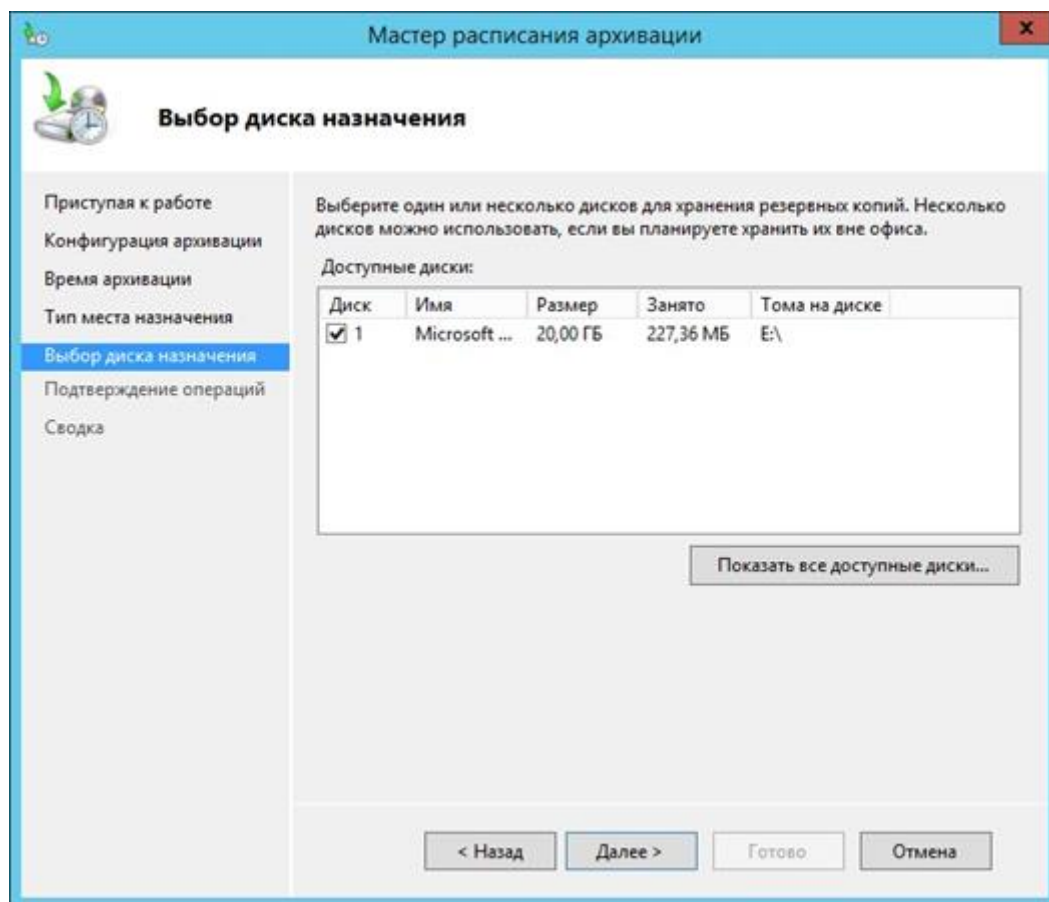 Мастер расписания архивации
x
Выбор диска назначения
Приступая к работе
Конфигурация архивации
Время архивации
Тип места назначения
Выбор диска назначения
Подтверждение операций
Сводка
Выберите один или несколько дисков для хранения резервных копий. Несколько
дисков можно использовать, если вы планируете хранить их вне офиса.
Доступные диски:
Диск Имя Размер Занято Тома на диске
1 Microsoft ... 20,00 ГБ 227,36 МБ E:\
Показать все доступные диски...
< Назад Далее > Готово Отмена